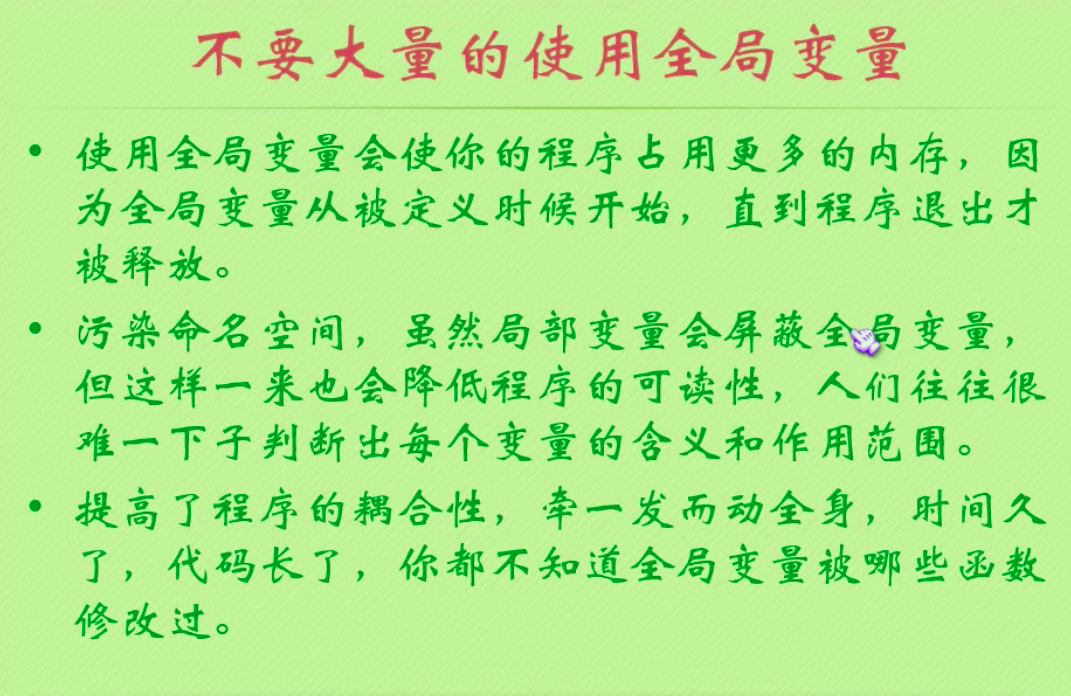 不要大量的使用全局变量
• 使用全局变量会使你的程序占用更多的内存，因
为全局变量从被定义时候开始，直到程序退出才
被释放。
• 污染命名空间，虽然局部变量会屏蔽全局变量，
但这样一来也会降低程序的可读性，人们往往很
难一下子判断出每个变量的含义和作用范围。
• 提高了程序的耦合性，牵一发而动全身，时间久
了，代码长了，你都不知道全局变量被哪些函数
修改过。